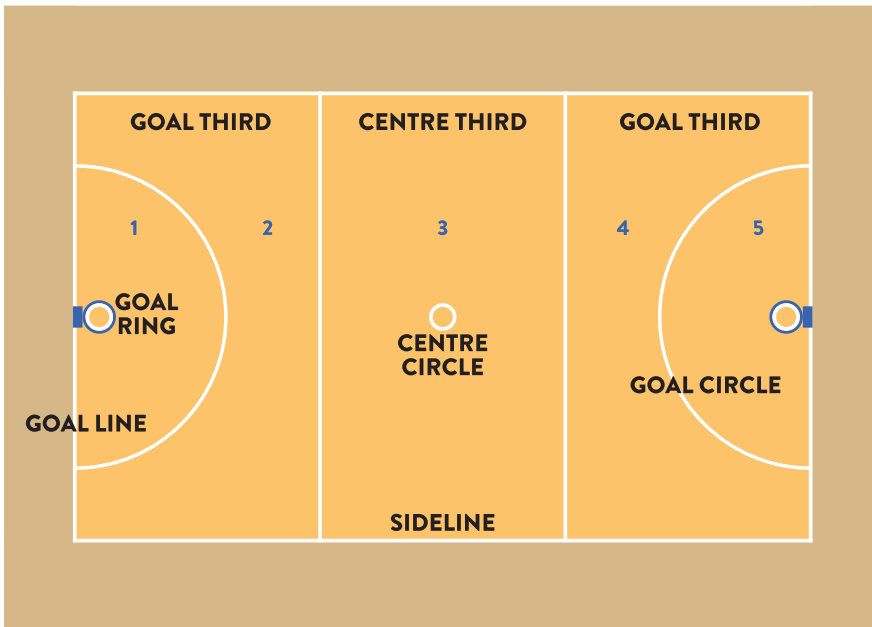 GOAL THIRD
CENTRE THIRD
GOAL THIRD
1
2
3
4
5
GOAL
RING
CENTRE
CIRCLE
GOAL CIRCLE
GOAL LINE
SIDELINE